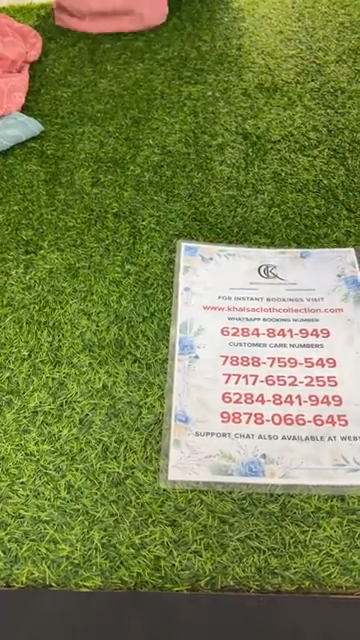 CK
FOR INSTANT BOOKINGS VISIT
www.khalsaclothcollection.com
WHATSAPP BOOKING NUMBER
6284-841-949
CUSTOMER CARE NUMBERS
7888-759-549
7717-652-255
6284-841-949
9878-066-645
SUPPORT CHAT ALSO AVAILABLE AT